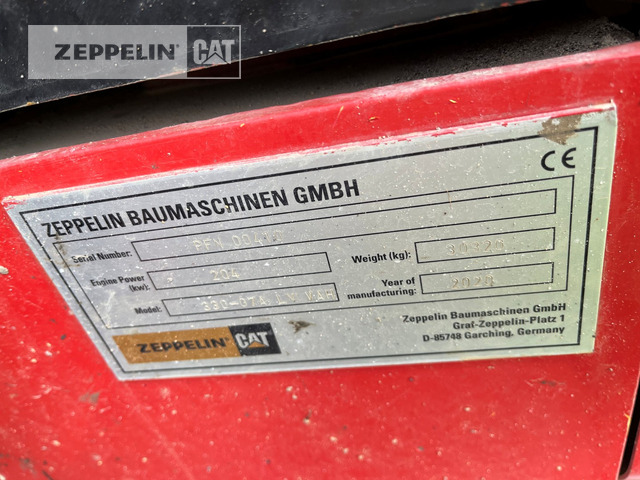 ZEPPELIN CAT
ZEPPELIN BAUMASCHINEN GMBH
CE
Serial Number:
Engine Power (kw): 204
Weight (kg):
Model:
Year of manufacturing:
Zeppelin Baumaschinen GmbH
Graf-Zeppelin-Platz 1
D-85748 Garching, Germany
ZEPPELIN CAT